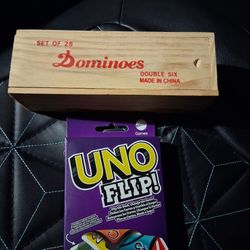 SET OF 28
Dominoes
DOUBLE SIX
MADE IN CHINA
Games
UNO
FLIP!